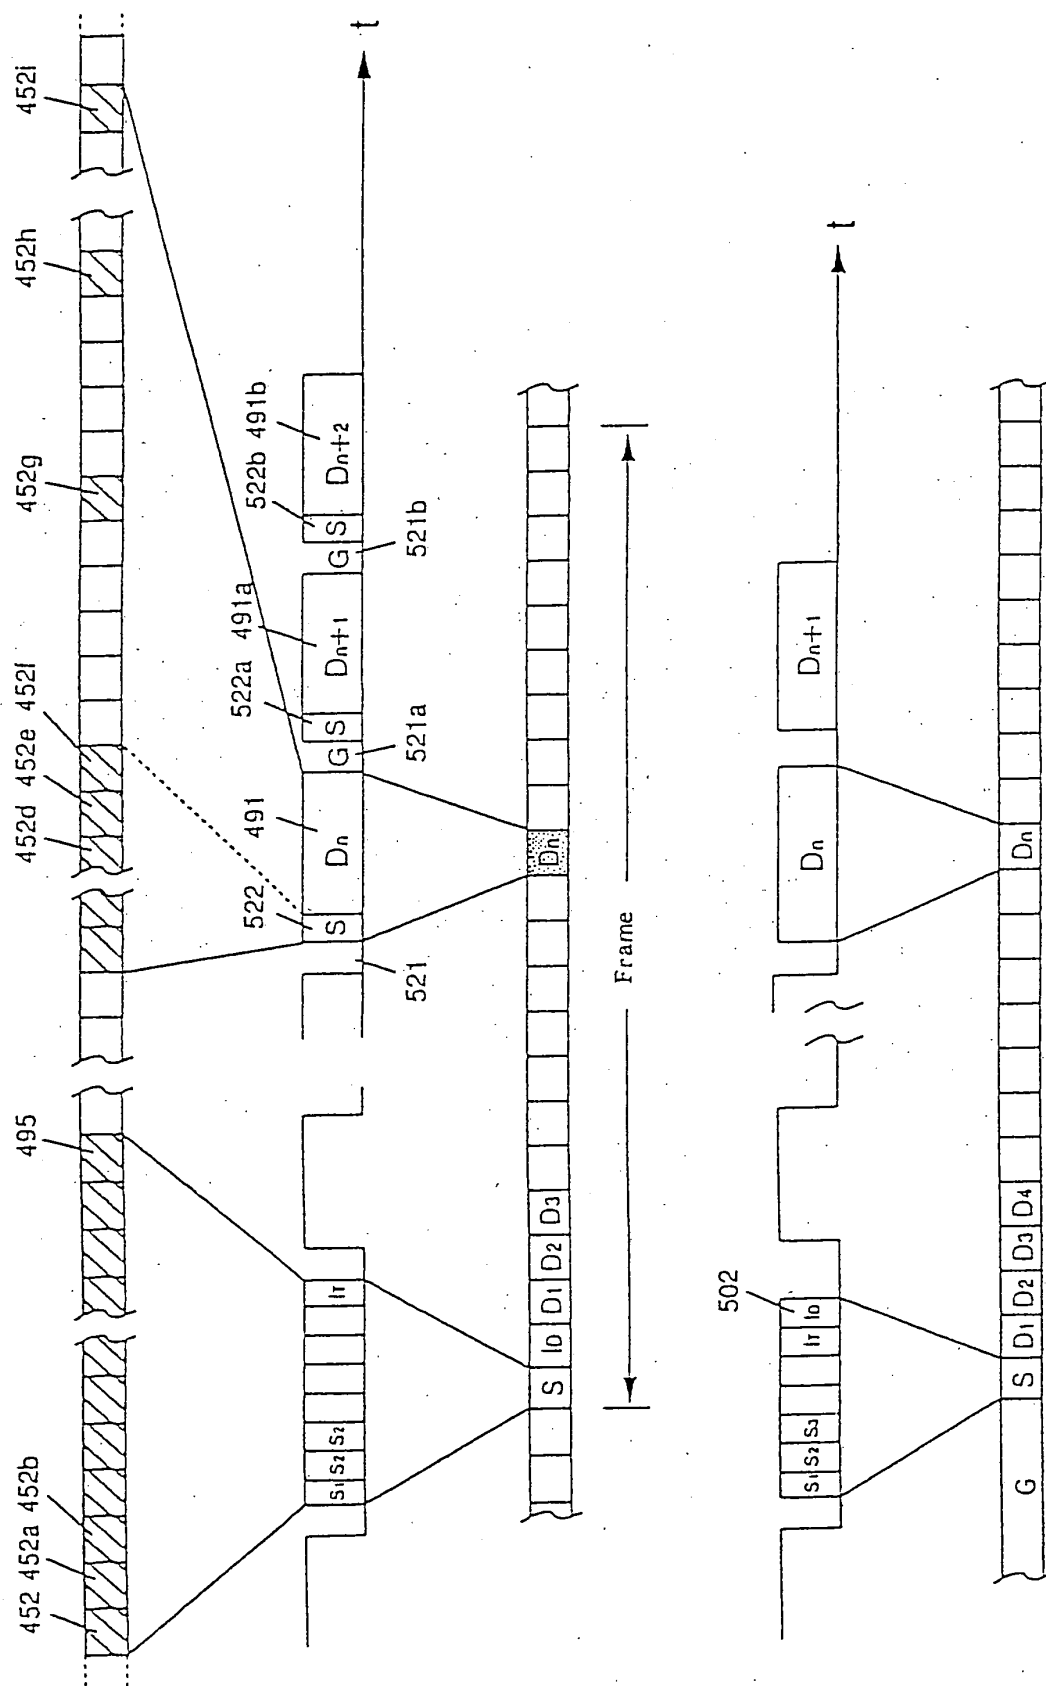 452 452a 452b 495 452d 452e 452f 452g 452h 452i
S1 S2 S2 IT 521 S 522 Dn 491 G 521a S 522a Dn+1 491a G 521b S 522b Dn+2 491b t
S ID D1 D2 D3 Dn
Frame
S1 S2 S3 IT ID 502 Dn Dn+1 t
G S D1 D2 D3 D4 Dn